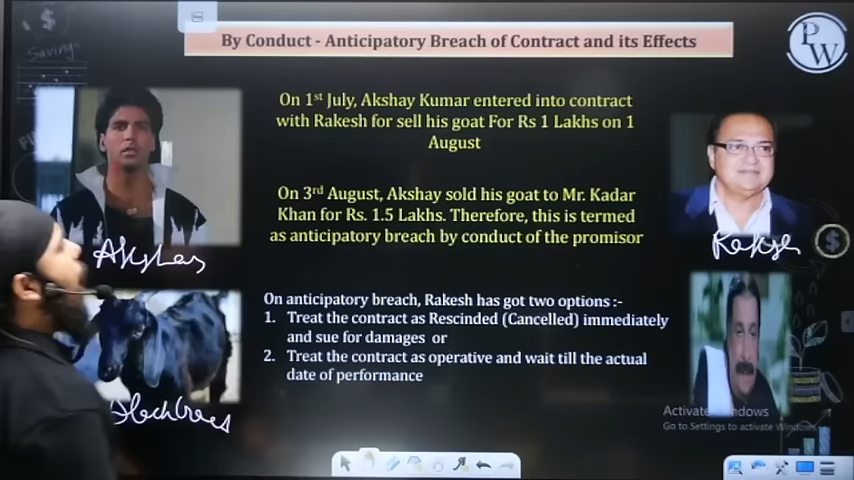 By Conduct - Anticipatory Breach of Contract and its Effects
PW
Savings
On 1st July, Akshay Kumar entered into contract
with Rakesh for sell his goat For Rs 1 Lakhs on 1
August
On 3rd August, Akshay sold his goat to Mr. Kadar
Khan for Rs. 1.5 Lakhs. Therefore, this is termed
as anticipatory breach by conduct of the promisor
Akshay
Rakesh
On anticipatory breach, Rakesh has got two options :-
1. Treat the contract as Rescinded (Cancelled) immediately
and sue for damages or
2. Treat the contract as operative and wait till the actual
date of performance
Activate Windows
Go to Settings to activate Windows.